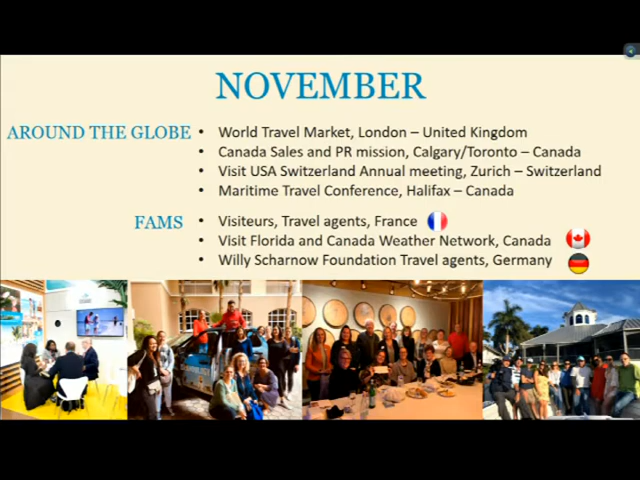 NOVEMBER
AROUND THE GLOBE
• World Travel Market, London – United Kingdom
• Canada Sales and PR mission, Calgary/Toronto – Canada
• Visit USA Switzerland Annual meeting, Zurich – Switzerland
• Maritime Travel Conference, Halifax – Canada
FAMS
• Visiteurs, Travel agents, France
• Visit Florida and Canada Weather Network, Canada
• Willy Scharnow Foundation Travel agents, Germany